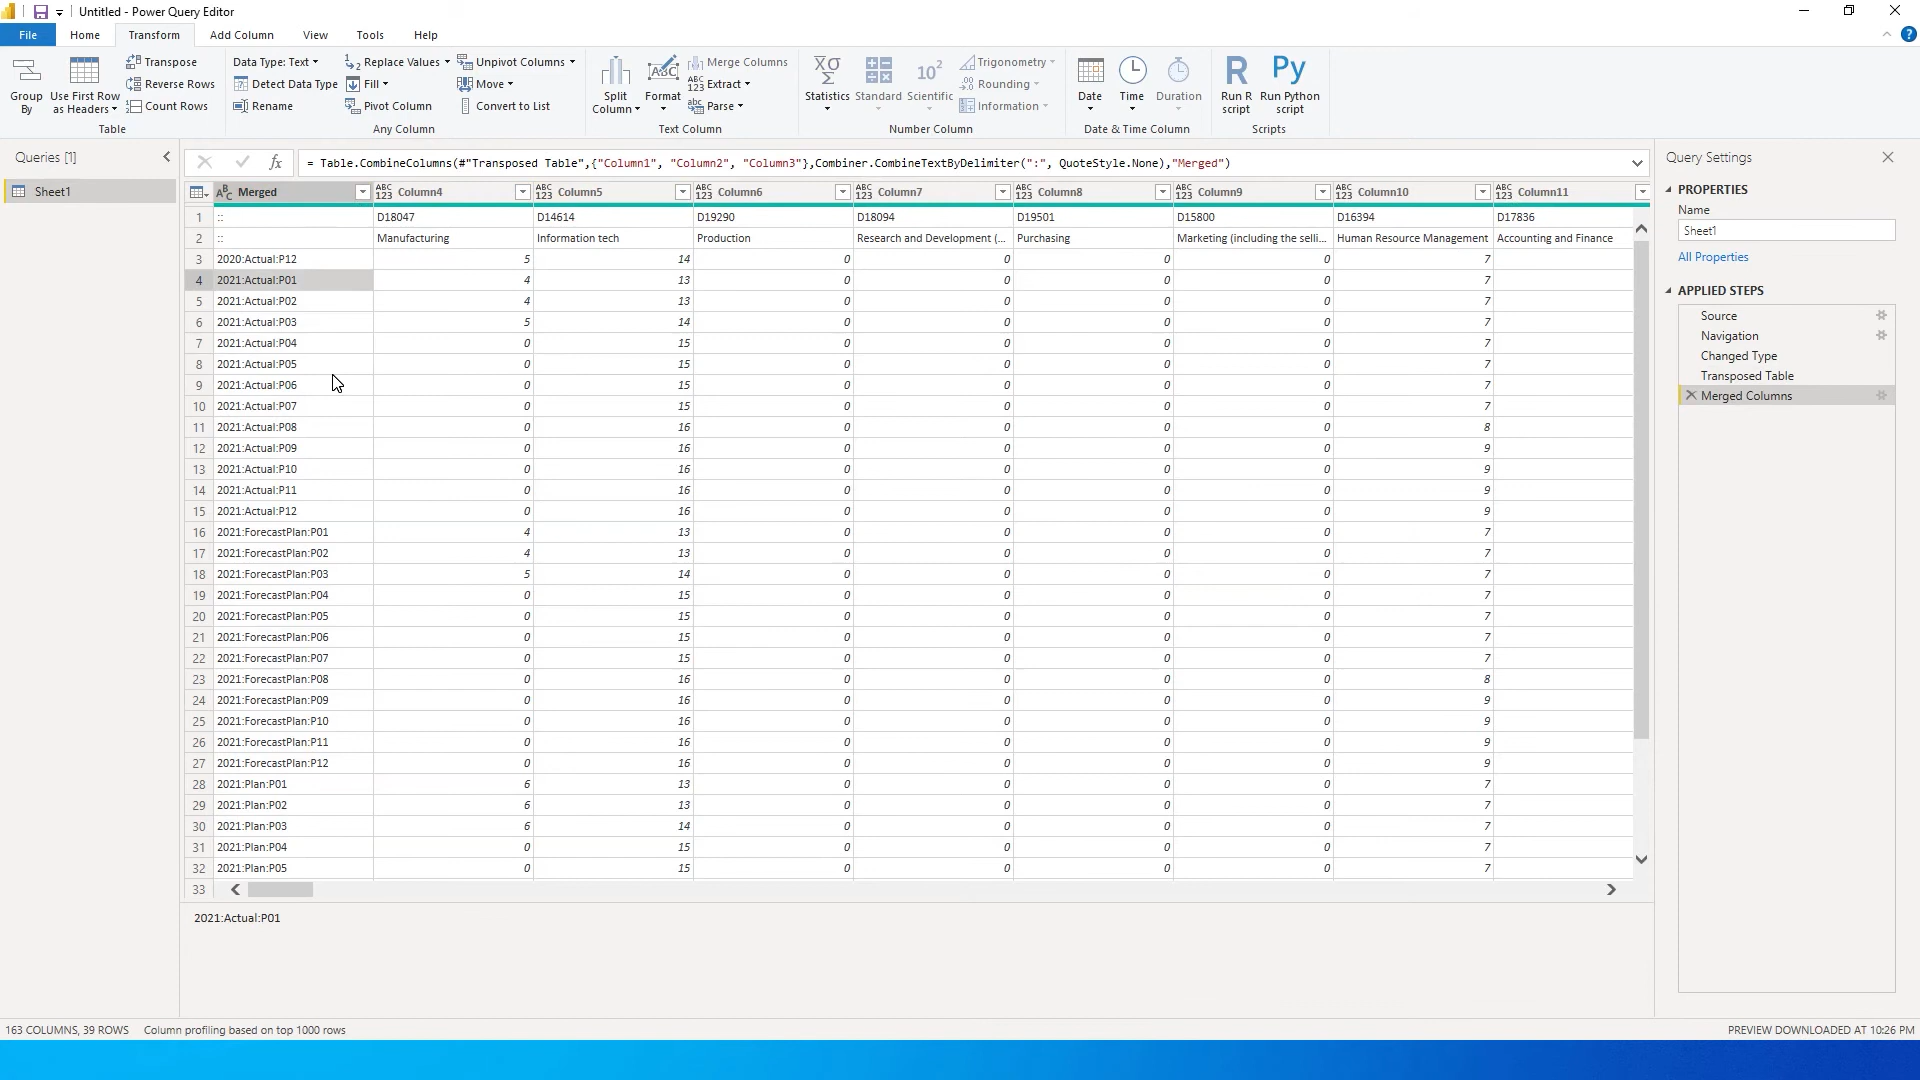 Untitled - Power Query Editor
File Home Transform Add Column View Tools Help
Group By
Use First Row as Headers
Transpose
Reverse Rows
Count Rows
Table
Data Type: Text
Detect Data Type
Rename
Replace Values
Fill
Pivot Column
Unpivot Columns
Move
Convert to List
Any Column
Split Column
Format
Merge Columns
Extract
Parse
Text Column
Statistics
Standard
Scientific
Trigonometry
Rounding
Information
Number Column
Date
Time
Duration
Date & Time Column
Run R script
Run Python script
Scripts
Queries [1]
Sheet1
= Table.CombineColumns(#"Transposed Table",{"Column1", "Column2", "Column3"},Combiner.CombineTextByDelimiter(":", QuoteStyle.None),"Merged")
Merged Column4 Column5 Column6 Column7 Column8 Column9 Column10 Column11
1 :: D18047 D14614 D19290 D18094 D19501 D15800 D16394 D17836
2 :: Manufacturing Information tech Production Research and Development (... Purchasing Marketing (including the selli... Human Resource Management Accounting and Finance
3 2020:Actual:P12 5 14 0 0 0 0 7
4 2021:Actual:P01 4 13 0 0 0 0 7
5 2021:Actual:P02 4 13 0 0 0 0 7
6 2021:Actual:P03 5 14 0 0 0 0 7
7 2021:Actual:P04 0 15 0 0 0 0 7
8 2021:Actual:P05 0 15 0 0 0 0 7
9 2021:Actual:P06 0 15 0 0 0 0 7
10 2021:Actual:P07 0 15 0 0 0 0 7
11 2021:Actual:P08 0 16 0 0 0 0 8
12 2021:Actual:P09 0 16 0 0 0 0 9
13 2021:Actual:P10 0 16 0 0 0 0 9
14 2021:Actual:P11 0 16 0 0 0 0 9
15 2021:Actual:P12 0 16 0 0 0 0 9
16 2021:ForecastPlan:P01 4 13 0 0 0 0 7
17 2021:ForecastPlan:P02 4 13 0 0 0 0 7
18 2021:ForecastPlan:P03 5 14 0 0 0 0 7
19 2021:ForecastPlan:P04 0 15 0 0 0 0 7
20 2021:ForecastPlan:P05 0 15 0 0 0 0 7
21 2021:ForecastPlan:P06 0 15 0 0 0 0 7
22 2021:ForecastPlan:P07 0 15 0 0 0 0 7
23 2021:ForecastPlan:P08 0 16 0 0 0 0 8
24 2021:ForecastPlan:P09 0 16 0 0 0 0 9
25 2021:ForecastPlan:P10 0 16 0 0 0 0 9
26 2021:ForecastPlan:P11 0 16 0 0 0 0 9
27 2021:ForecastPlan:P12 0 16 0 0 0 0 9
28 2021:Plan:P01 6 13 0 0 0 0 7
29 2021:Plan:P02 6 13 0 0 0 0 7
30 2021:Plan:P03 6 14 0 0 0 0 7
31 2021:Plan:P04 0 15 0 0 0 0 7
32 2021:Plan:P05 0 15 0 0 0 0 7
33
2021:Actual:P01
Query Settings
PROPERTIES
Name
Sheet1
All Properties
APPLIED STEPS
Source
Navigation
Changed Type
Transposed Table
Merged Columns
163 COLUMNS, 39 ROWS Column profiling based on top 1000 rows PREVIEW DOWNLOADED AT 10:26 PM